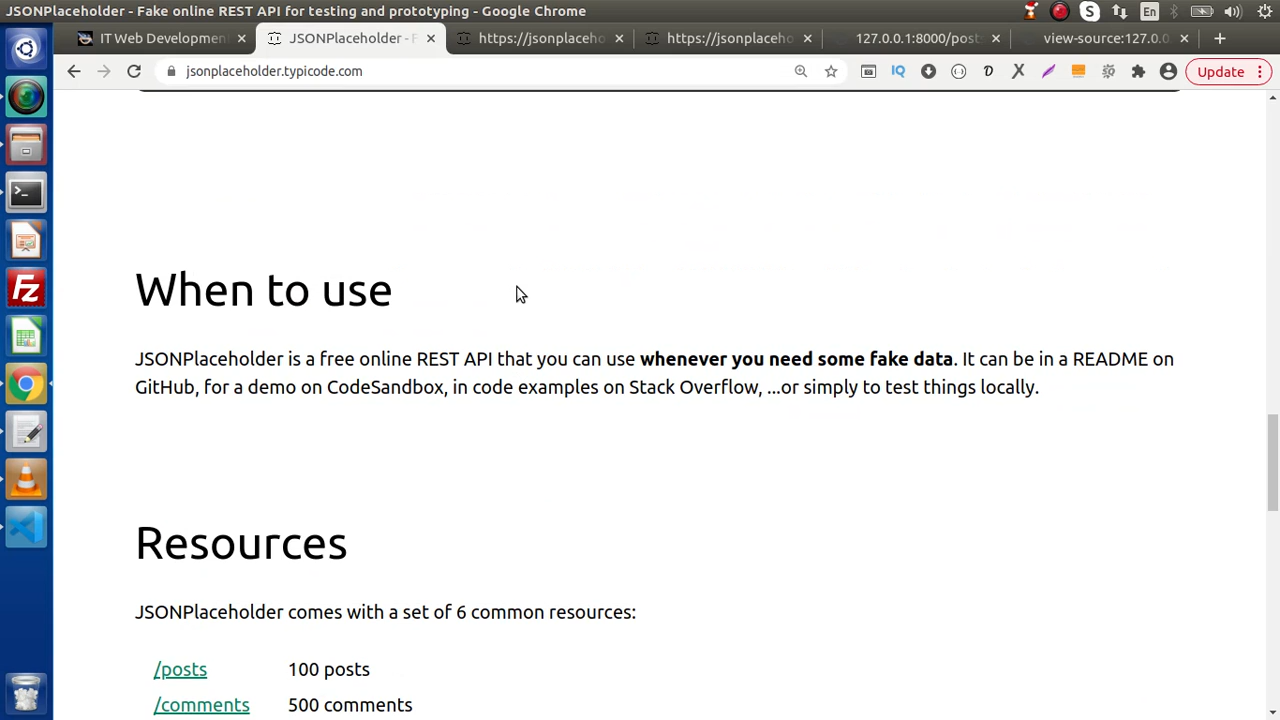 JSONPlaceholder - Fake online REST API for testing and prototyping - Google Chrome
En
IT Web Developmen
JSONPlaceholder - F
https://jsonplaceho
https://jsonplaceho
127.0.0.1:8000/post
view-source:127.0.0.
jsonplaceholder.typicode.com
IQ
Update
When to use
JSONPlaceholder is a free online REST API that you can use whenever you need some fake data. It can be in a README on
GitHub, for a demo on CodeSandbox, in code examples on Stack Overflow, ...or simply to test things locally.
Resources
JSONPlaceholder comes with a set of 6 common resources:
/posts 100 posts
/comments 500 comments